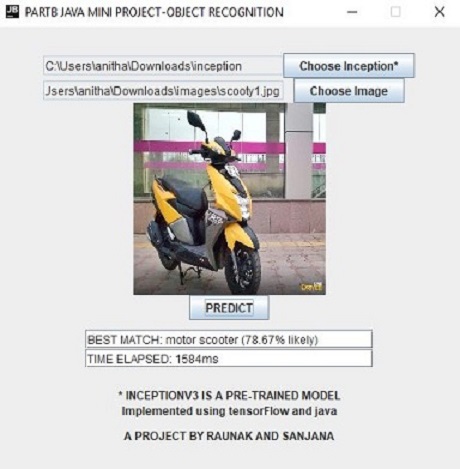 JB PARTB JAVA MINI PROJECT-OBJECT RECOGNITION
C:\Users\anitha\Downloads\inception Choose Inception*
Jsers\anitha\Downloads\images\scooty1.jpg Choose Image
PREDICT
BEST MATCH: motor scooter (78.67% likely)
TIME ELAPSED: 1584ms
* INCEPTIONV3 IS A PRE-TRAINED MODEL
Implemented using tensorFlow and java
A PROJECT BY RAUNAK AND SANJANA